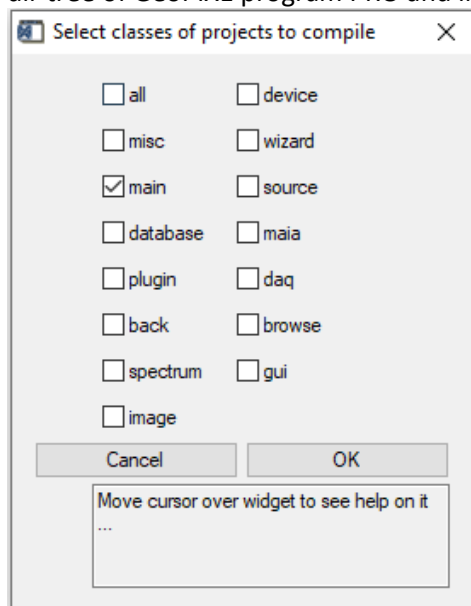 Select classes of projects to compile
all device
misc wizard
main source
database maia
plugin daq
back browse
spectrum gui
image
Cancel OK
Move cursor over widget to see help on it
...